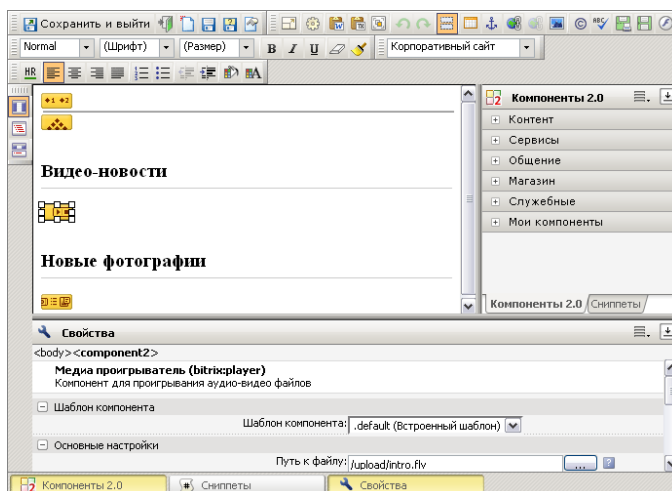 Сохранить и выйти
Normal (Шрифт) (Размер) B I U Корпоративный сайт
HR
Видео-новости
Новые фотографии
Компоненты 2.0
Контент
Сервисы
Общение
Магазин
Служебные
Мои компоненты
Компоненты 2.0 Сниппеты
Свойства
<body><component2>
Медиа проигрыватель (bitrix:player)
Компонент для проигрывания аудио-видео файлов
Шаблон компонента
Шаблон компонента: .default (Встроенный шаблон)
Основные настройки
Путь к файлу: /upload/intro.flv ...
Компоненты 2.0 Сниппеты Свойства